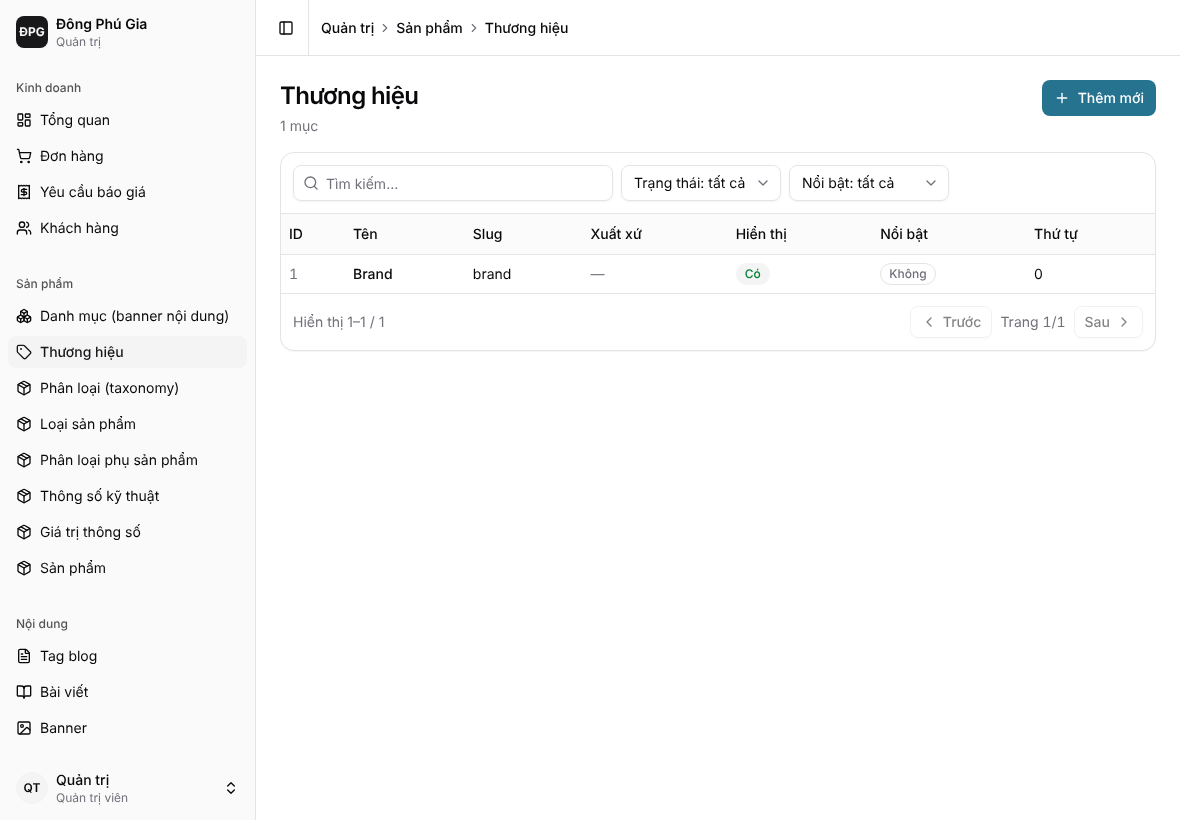 ĐPG
Đông Phú Gia
Quản trị
Kinh doanh
Tổng quan
Đơn hàng
Yêu cầu báo giá
Khách hàng
Sản phẩm
Danh mục (banner nội dung)
Thương hiệu
Phân loại (taxonomy)
Loại sản phẩm
Phân loại phụ sản phẩm
Thông số kỹ thuật
Giá trị thông số
Sản phẩm
Nội dung
Tag blog
Bài viết
Banner
QT
Quản trị
Quản trị viên
Quản trị > Sản phẩm > Thương hiệu
Thương hiệu
1 mục
+ Thêm mới
Tìm kiếm... Trạng thái: tất cả Nổi bật: tất cả
ID Tên Slug Xuất xứ Hiển thị Nổi bật Thứ tự
1 Brand brand — Có Không 0
Hiển thị 1–1 / 1 Trước Trang 1/1 Sau